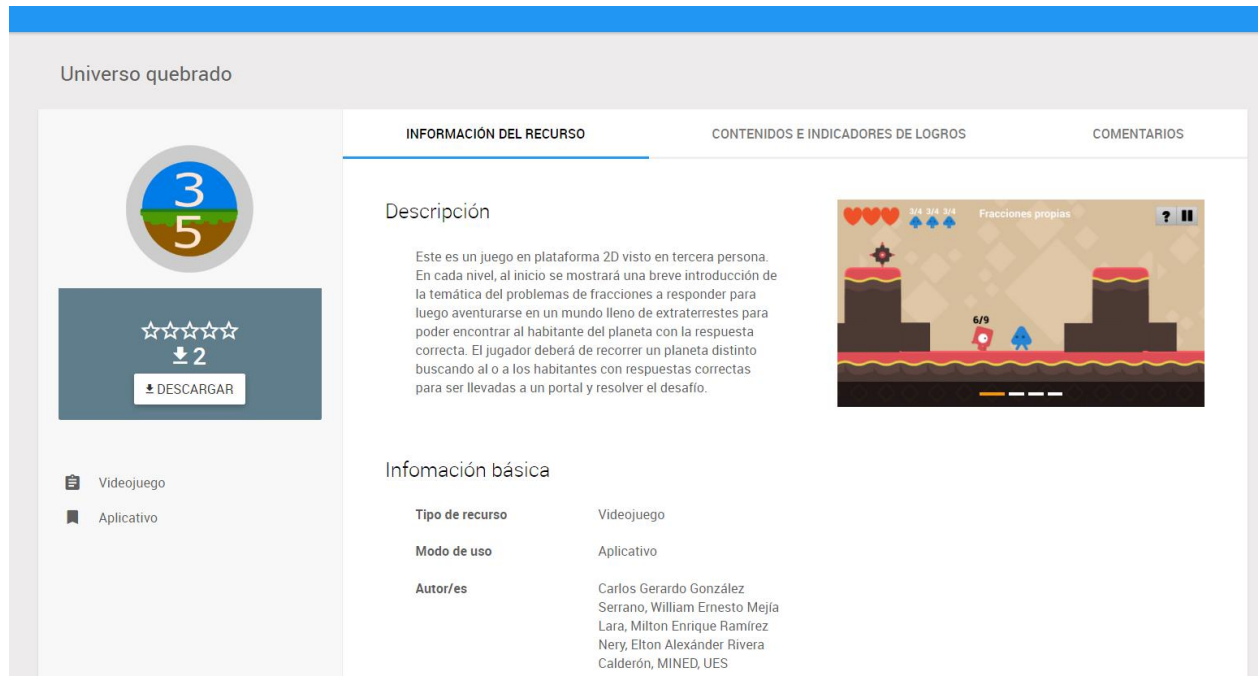 Universo quebrado
3
5
2
DESCARGAR
Videojuego
Aplicativo
INFORMACIÓN DEL RECURSO
CONTENIDOS E INDICADORES DE LOGROS
COMENTARIOS
Descripción
Este es un juego en plataforma 2D visto en tercera persona.
En cada nivel, al inicio se mostrará una breve introducción de
la temática del problemas de fracciones a responder para
luego aventurarse en un mundo lleno de extraterrestes para
poder encontrar al habitante del planeta con la respuesta
correcta. El jugador deberá de recorrer un planeta distinto
buscando al o a los habitantes con respuestas correctas
para ser llevadas a un portal y resolver el desafío.
3/4 3/4 3/4
Fracciones propias
?
6/9
Infomación básica
Tipo de recurso Videojuego
Modo de uso Aplicativo
Autor/es Carlos Gerardo González
Serrano, William Ernesto Mejía
Lara, Milton Enrique Ramírez
Nery, Elton Alexánder Rivera
Calderón, MINED, UES